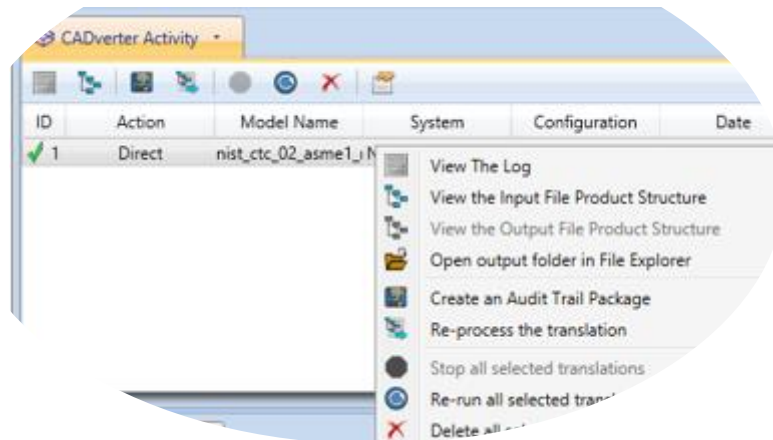 CADverter Activity
ID Action Model Name System Configuration Date
1 Direct nist_ctc_02_asme1_
View The Log
View the Input File Product Structure
View the Output File Product Structure
Open output folder in File Explorer
Create an Audit Trail Package
Re-process the translation
Stop all selected translations
Re-run all selected
Delete all